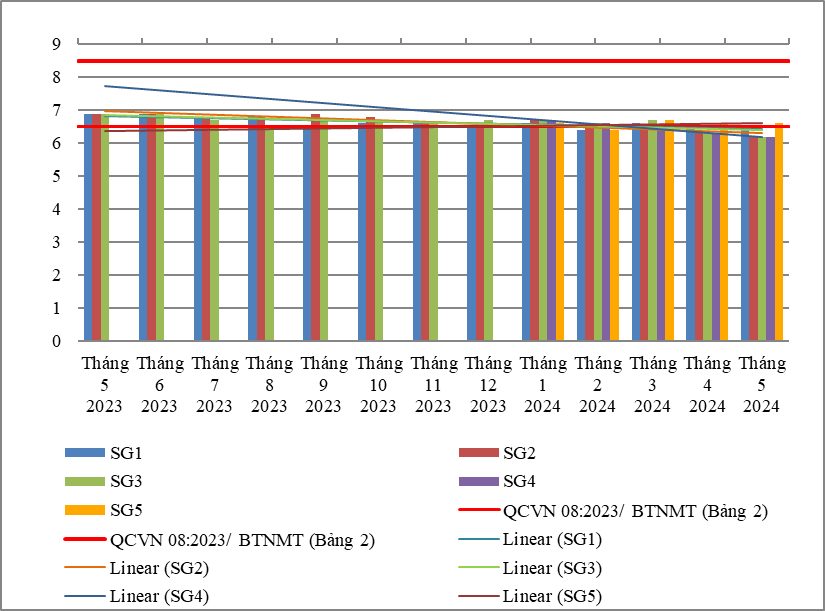 9
8
7
6
5
4
3
2
1
0
Tháng 5 2023
Tháng 6 2023
Tháng 7 2023
Tháng 8 2023
Tháng 9 2023
Tháng 10 2023
Tháng 11 2023
Tháng 12 2023
Tháng 1 2024
Tháng 2 2024
Tháng 3 2024
Tháng 4 2024
Tháng 5 2024
SG1
SG2
SG3
SG4
SG5
QCVN 08:2023/ BTNMT (Bảng 2)
QCVN 08:2023/ BTNMT (Bảng 2)
Linear (SG1)
Linear (SG2)
Linear (SG3)
Linear (SG4)
Linear (SG5)